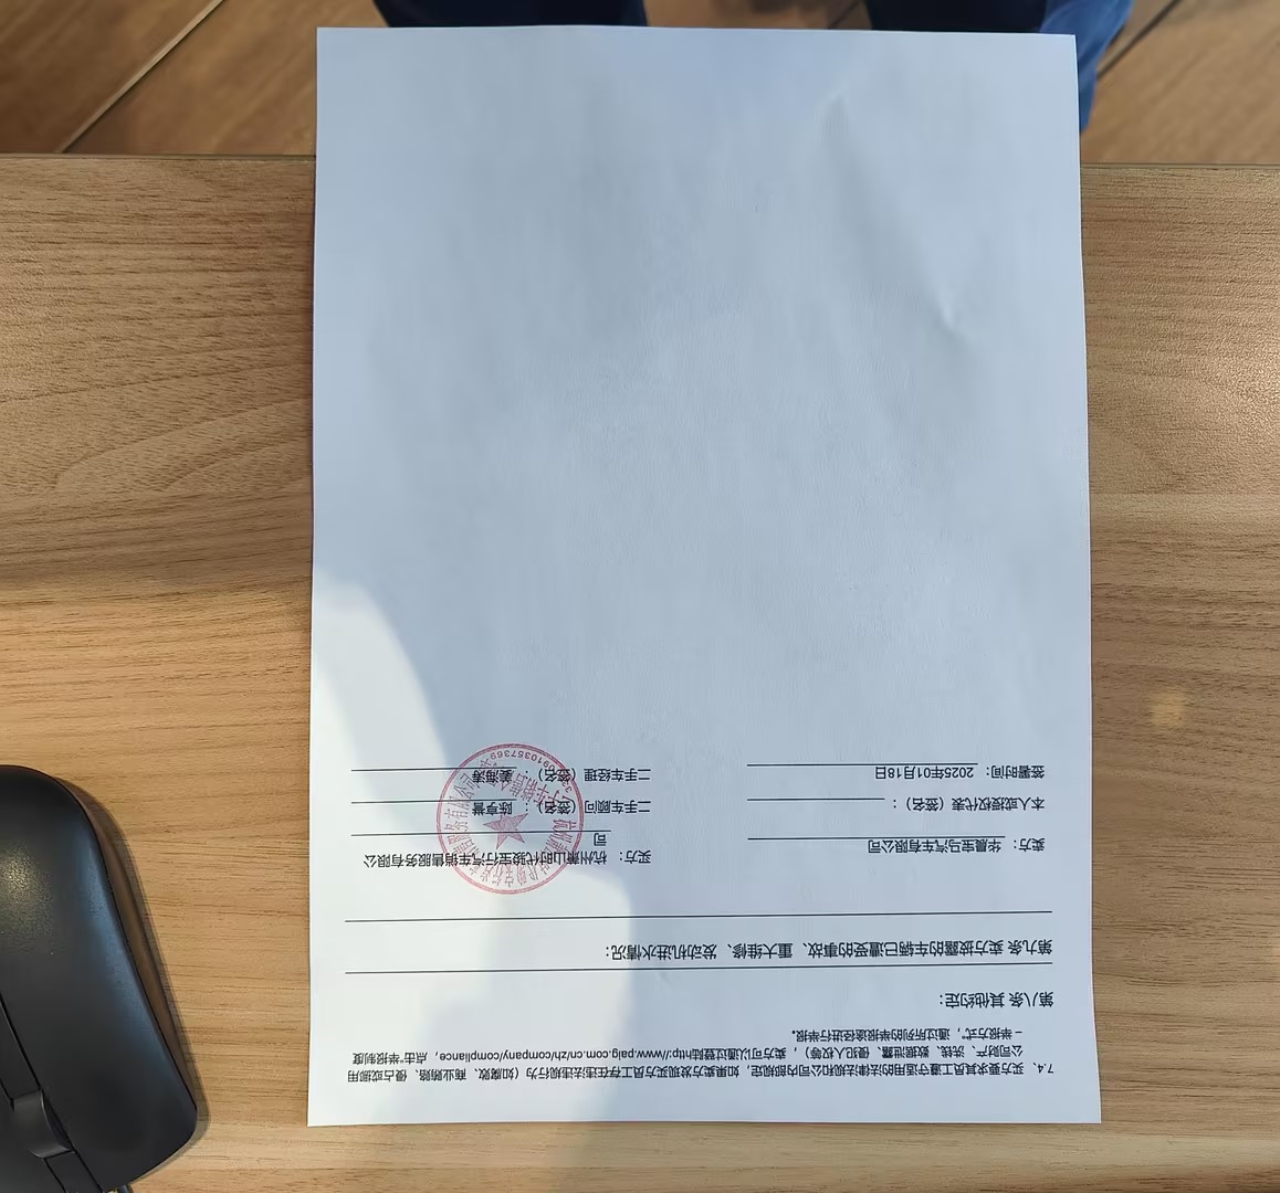 7.4、买方要求其员工遵守适用的法律法规和公司内部规定，如果卖方发现买方员工存在违法违规行为（如腐败、商业贿赂、侵占或挪用
公司财产、洗钱、数据泄露、侵犯人权等），卖方可以通过登陆http://www.paig.com.cn/zh/company/compliance，点击“举报制度
－举报方式”，通过所列的举报途径进行举报。
第八条 其他约定：
第九条 卖方披露的车辆已遭受的事故、重大维修、发动机进水情况：
卖方： 华晨宝马汽车有限公司
本人或授权代表（签名）：
签署时间： 2025年01月18日
买方： 杭州萧山时代骏宝行汽车销售服务有限公
司
二手车顾问（签名）： 陈亨誉
二手车经理（签名）： 姜海涛